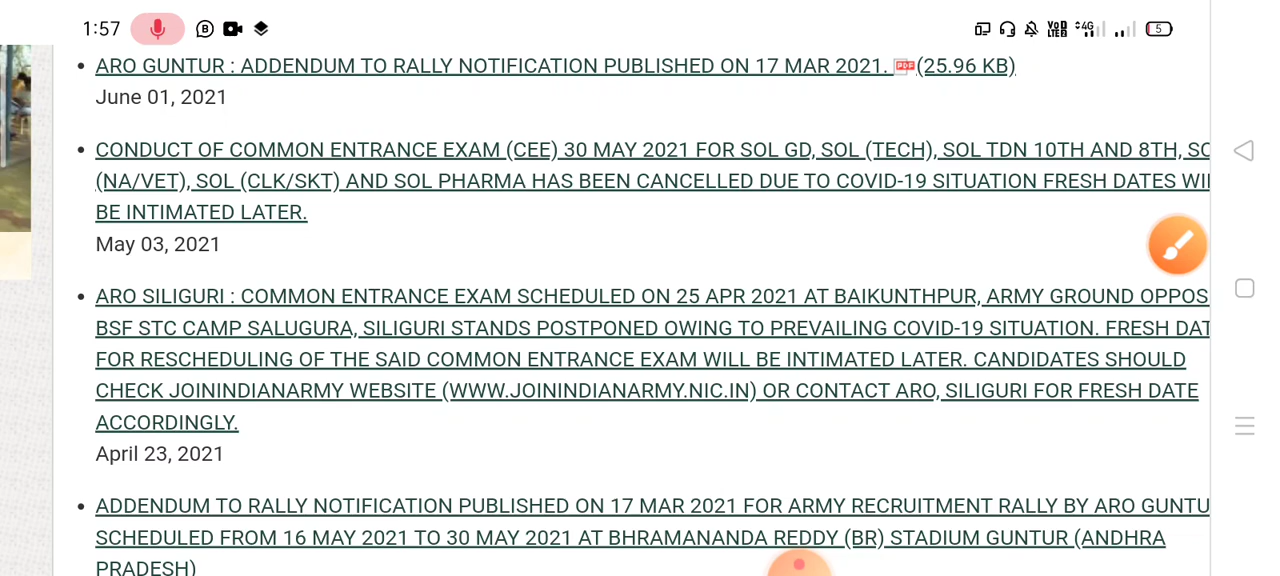 1:57
5
ARO GUNTUR : ADDENDUM TO RALLY NOTIFICATION PUBLISHED ON 17 MAR 2021. PDF (25.96 KB)
June 01, 2021
CONDUCT OF COMMON ENTRANCE EXAM (CEE) 30 MAY 2021 FOR SOL GD, SOL (TECH), SOL TDN 10TH AND 8TH,
(NA/VET), SOL (CLK/SKT) AND SOL PHARMA HAS BEEN CANCELLED DUE TO COVID-19 SITUATION FRESH DATES
BE INTIMATED LATER.
May 03, 2021
ARO SILIGURI : COMMON ENTRANCE EXAM SCHEDULED ON 25 APR 2021 AT BAIKUNTHPUR, ARMY GROUND OPPOS
BSF STC CAMP SALUGURA, SILIGURI STANDS POSTPONED OWING TO PREVAILING COVID-19 SITUATION. FRESH DAT
FOR RESCHEDULING OF THE SAID COMMON ENTRANCE EXAM WILL BE INTIMATED LATER. CANDIDATES SHOULD
CHECK JOININDIANARMY WEBSITE (WWW.JOININDIANARMY.NIC.IN) OR CONTACT ARO, SILIGURI FOR FRESH DATE
ACCORDINGLY.
April 23, 2021
ADDENDUM TO RALLY NOTIFICATION PUBLISHED ON 17 MAR 2021 FOR ARMY RECRUITMENT RALLY BY ARO GUNTU
SCHEDULED FROM 16 MAY 2021 TO 30 MAY 2021 AT BHRAMANANDA REDDY (BR) STADIUM GUNTUR (ANDHRA
PRADESH)